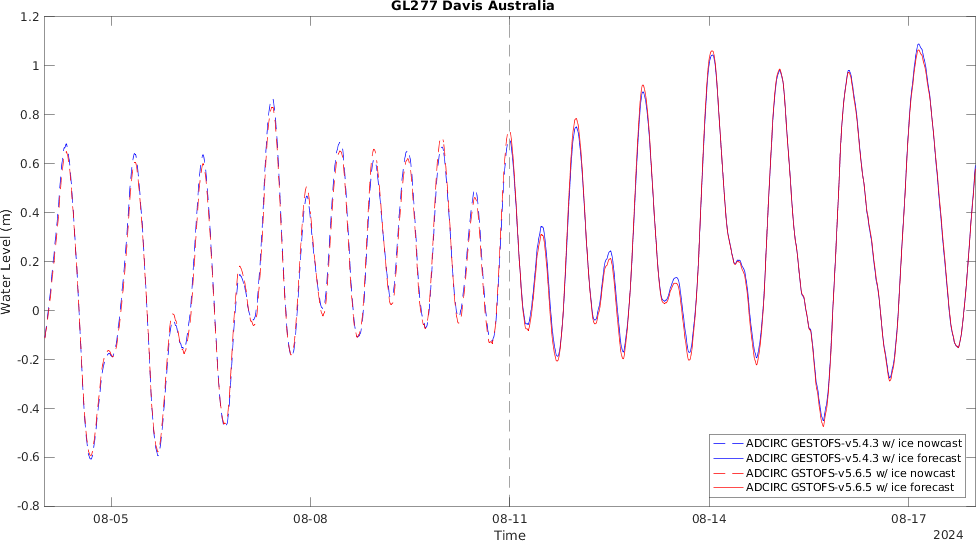 GL277 Davis Australia
1.2
1
0.8
0.6
0.4
0.2
0
-0.2
-0.4
-0.6
-0.8
Water Level (m)
ADCIRC GESTOFS-v5.4.3 w/ ice nowcast
ADCIRC GESTOFS-v5.4.3 w/ ice forecast
ADCIRC GSTOFS-v5.6.5 w/ ice nowcast
ADCIRC GSTOFS-v5.6.5 w/ ice forecast
08-05 08-08 08-11 08-14 08-17
Time
2024